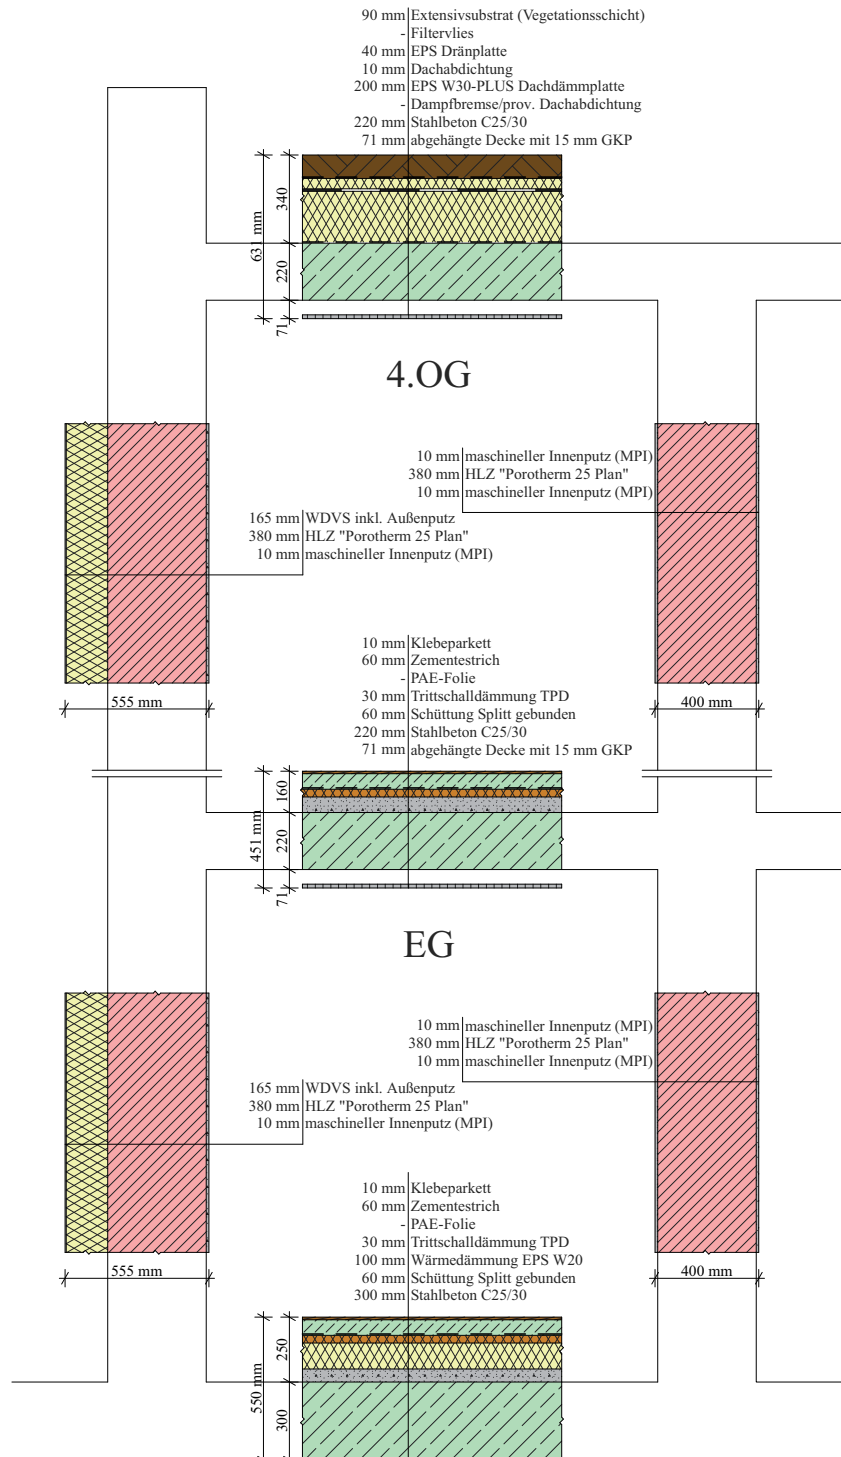 90 mm Extensivsubstrat (Vegetationsschicht)
- Filtervlies
40 mm EPS Dränplatte
10 mm Dachabdichtung
200 mm EPS W30-PLUS Dachdämmplatte
- Dampfbremse/prov. Dachabdichtung
220 mm Stahlbeton C25/30
71 mm abgehängte Decke mit 15 mm GKP
631 mm
340
220
71
4.OG
10 mm maschineller Innenputz (MPI)
380 mm HLZ "Porotherm 25 Plan"
10 mm maschineller Innenputz (MPI)
165 mm WDVS inkl. Außenputz
380 mm HLZ "Porotherm 25 Plan"
10 mm maschineller Innenputz (MPI)
555 mm
400 mm
10 mm Klebeparkett
60 mm Zementestrich
- PAE-Folie
30 mm Trittschalldämmung TPD
60 mm Schüttung Splitt gebunden
220 mm Stahlbeton C25/30
71 mm abgehängte Decke mit 15 mm GKP
451 mm
160
220
71
EG
10 mm maschineller Innenputz (MPI)
380 mm HLZ "Porotherm 25 Plan"
10 mm maschineller Innenputz (MPI)
165 mm WDVS inkl. Außenputz
380 mm HLZ "Porotherm 25 Plan"
10 mm maschineller Innenputz (MPI)
555 mm
400 mm
10 mm Klebeparkett
60 mm Zementestrich
- PAE-Folie
30 mm Trittschalldämmung TPD
100 mm Wärmedämmung EPS W20
60 mm Schüttung Splitt gebunden
300 mm Stahlbeton C25/30
550 mm
250
300